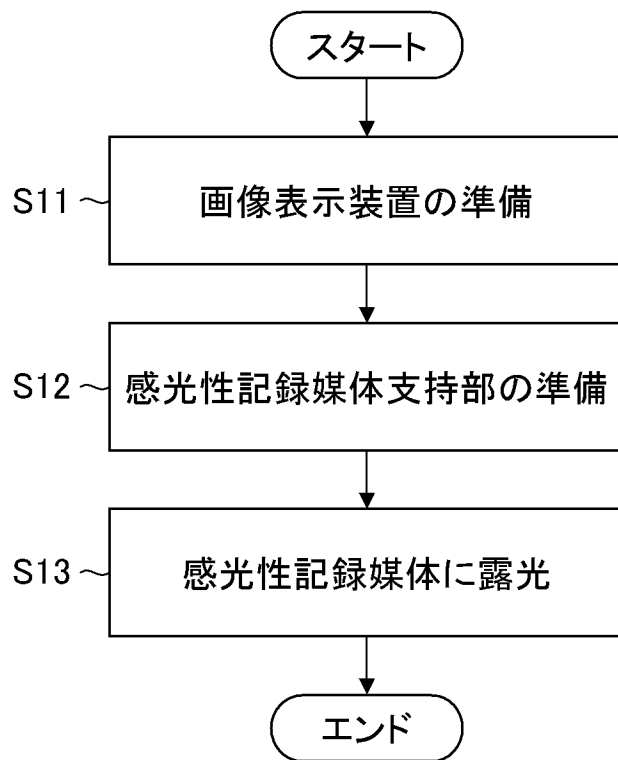 スタート
S11 ～ 画像表示装置の準備
S12 ～ 感光性記録媒体支持部の準備
S13 ～ 感光性記録媒体に露光
エンド